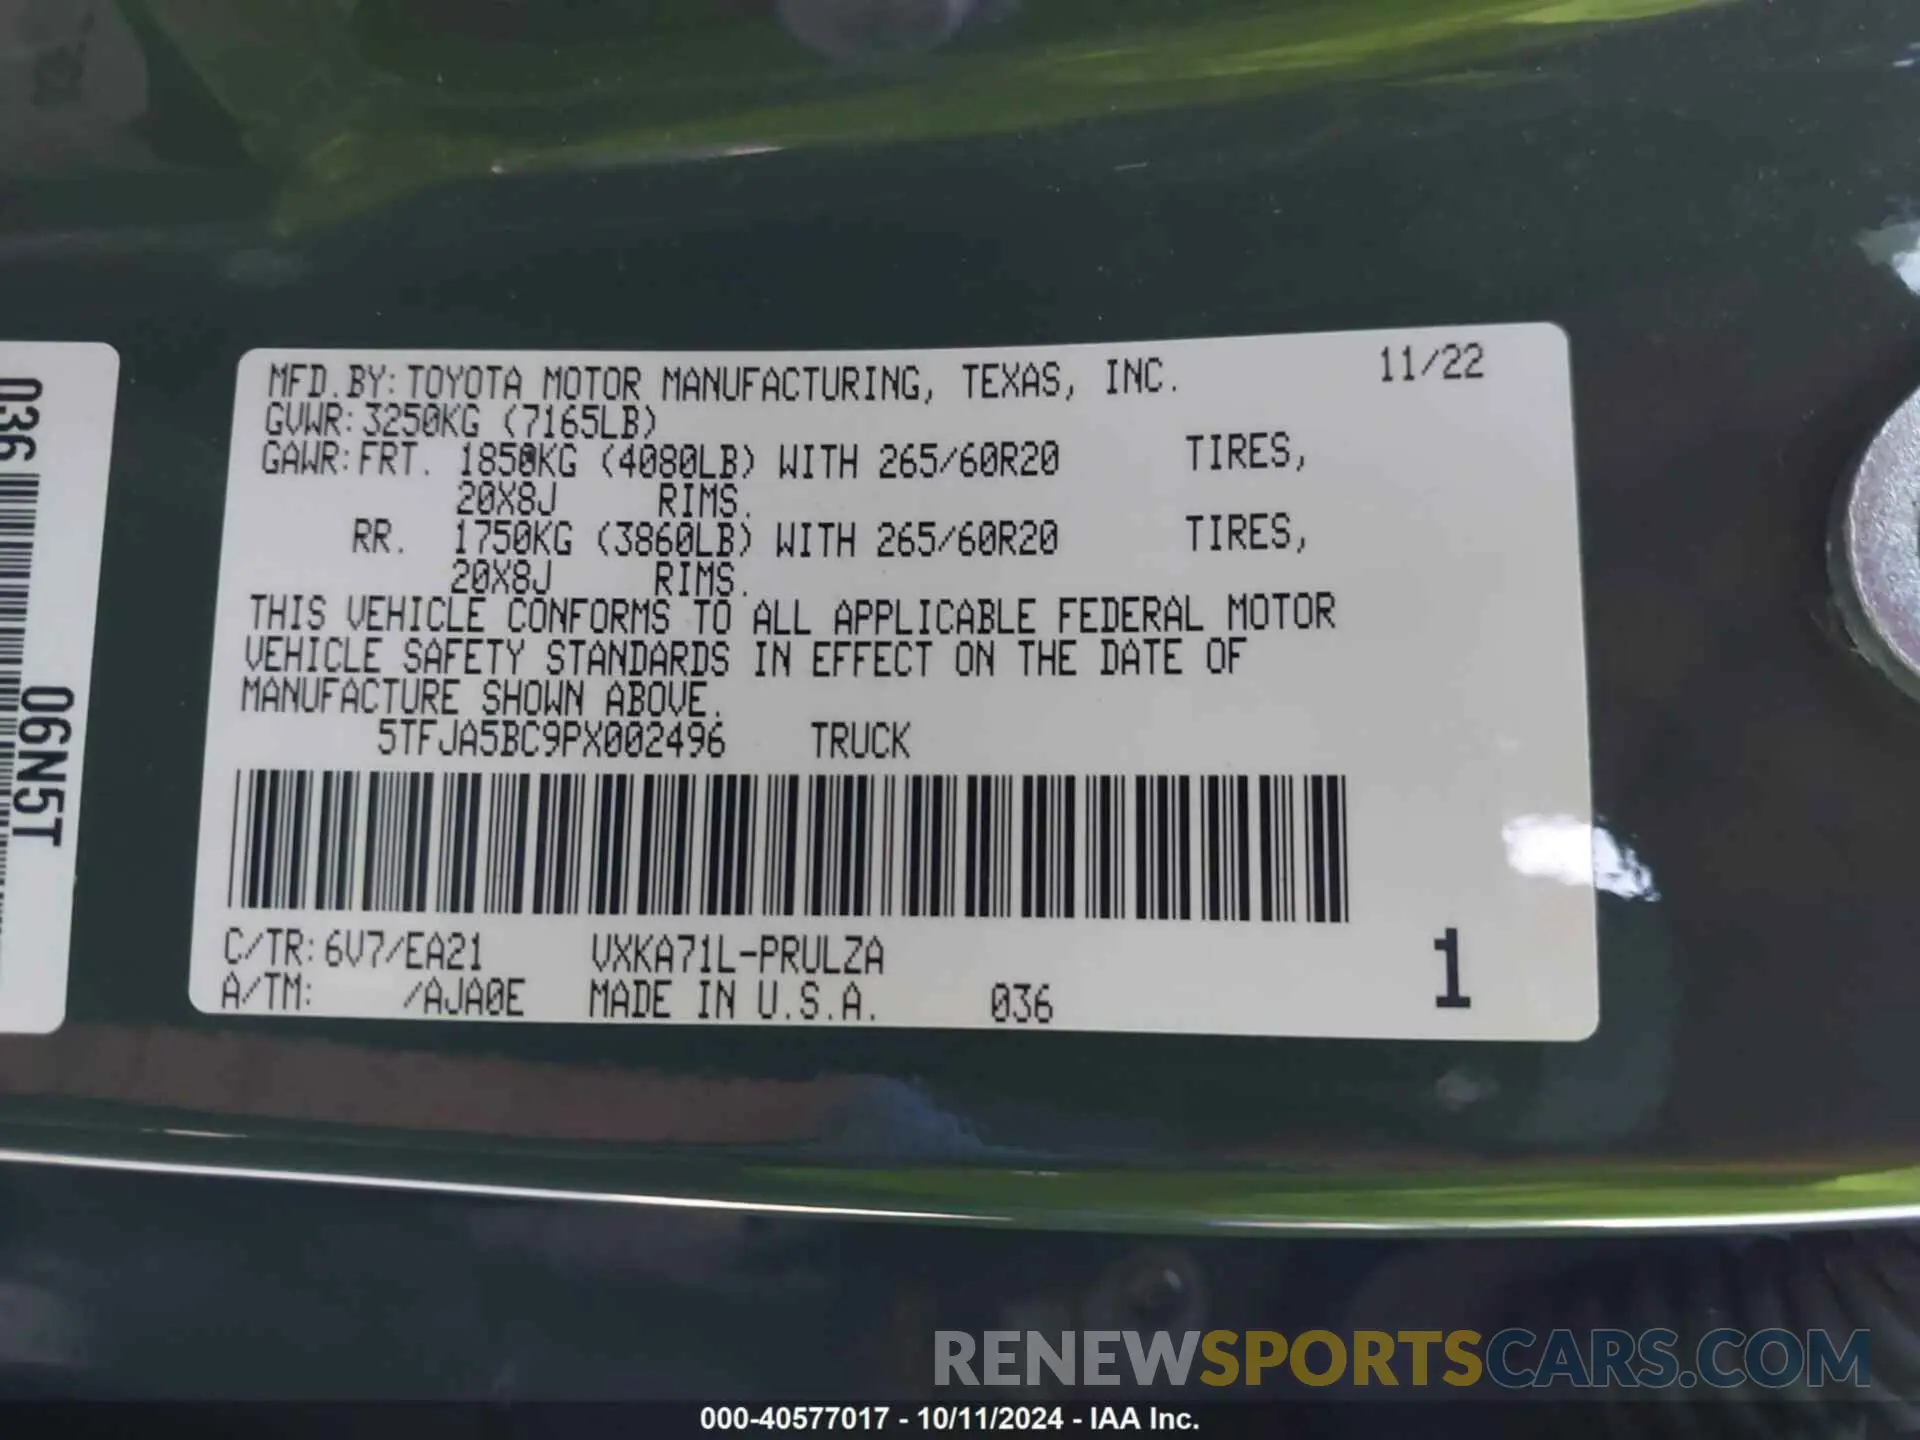 MFD.BY:TOYOTA MOTOR MANUFACTURING, TEXAS, INC. 11/22
GVWR:3250KG (7165LB)
GAWR:FRT. 1850KG (4080LB) WITH 265/60R20 TIRES,
20X8J RIMS.
RR. 1750KG (3860LB) WITH 265/60R20 TIRES,
20X8J RIMS.
THIS VEHICLE CONFORMS TO ALL APPLICABLE FEDERAL MOTOR
VEHICLE SAFETY STANDARDS IN EFFECT ON THE DATE OF
MANUFACTURE SHOWN ABOVE.
5TFJA5BC9PX002496 TRUCK
C/TR:6V7/EA21 VXKA71L-PRULZA
A/TM: /AJA0E MADE IN U.S.A. 036
1
036
06N5T
RENEWSPORTSCARS.COM
000-40577017 - 10/11/2024 - IAA Inc.